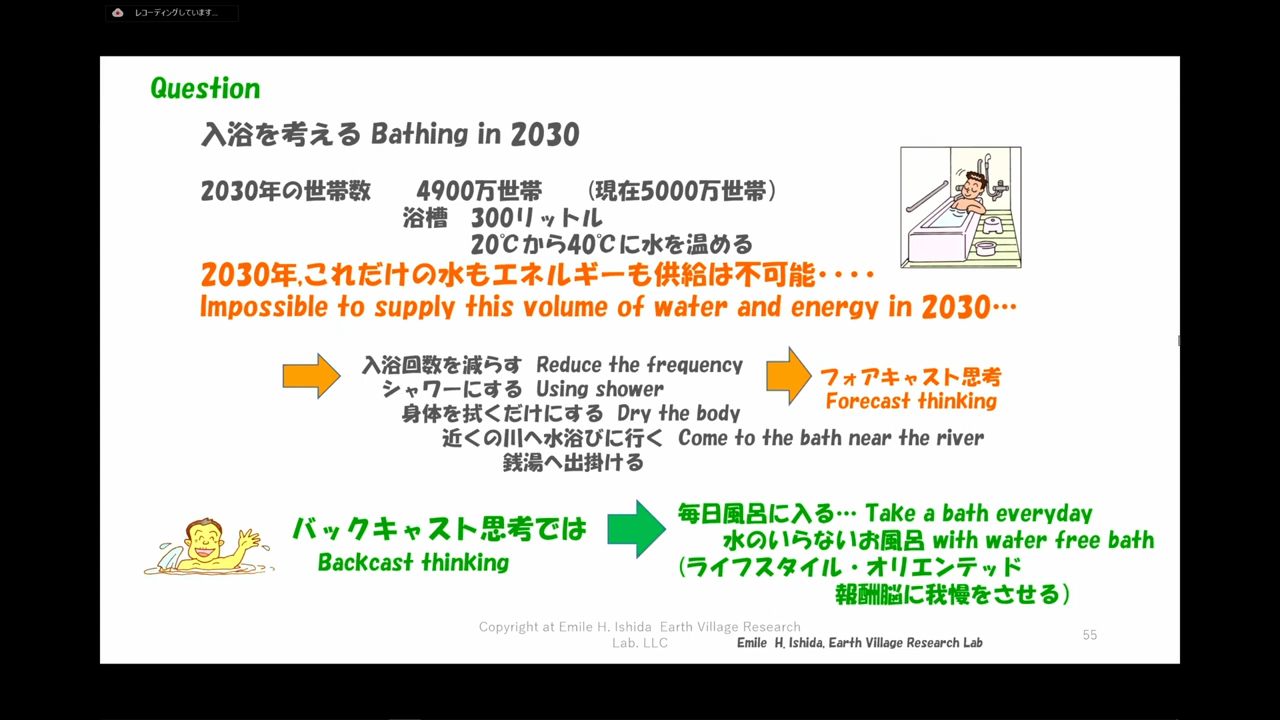 レコーディングしています...
Question
入浴を考える Bathing in 2030
2030年の世帯数 4900万世帯 (現在5000万世帯)
浴槽 300リットル
20℃から40℃に水を温める
2030年,これだけの水もエネルギーも供給は不可能・・・・
Impossible to supply this volume of water and energy in 2030…
入浴回数を減らす Reduce the frequency
シャワーにする Using shower
身体を拭くだけにする Dry the body
近くの川へ水浴びに行く Come to the bath near the river
銭湯へ出掛ける
フォアキャスト思考
Forecast thinking
バックキャスト思考では
Backcast thinking
毎日風呂に入る… Take a bath everyday
水のいらないお風呂 with water free bath
(ライフスタイル・オリエンテッド
報酬脳に我慢をさせる)
Copyright at Emile H. Ishida Earth Village Research
Lab. LLC
Emile H. Ishida, Earth Village Research Lab
55